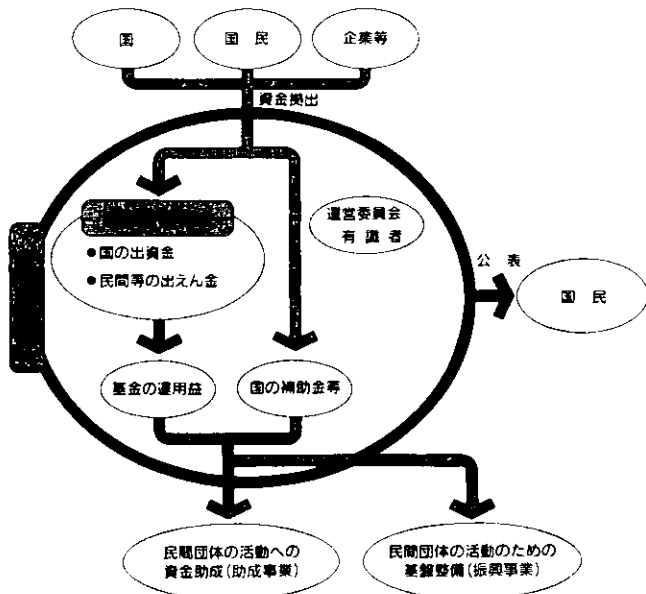 国
国民
企業等
資金拠出
運営委員会
有識者
●国の出資金
●民間等の出えん金
公表
国民
基金の運用益
国の補助金等
民間団体の活動への
資金助成(助成事業)
民間団体の活動のための
基盤整備(振興事業)